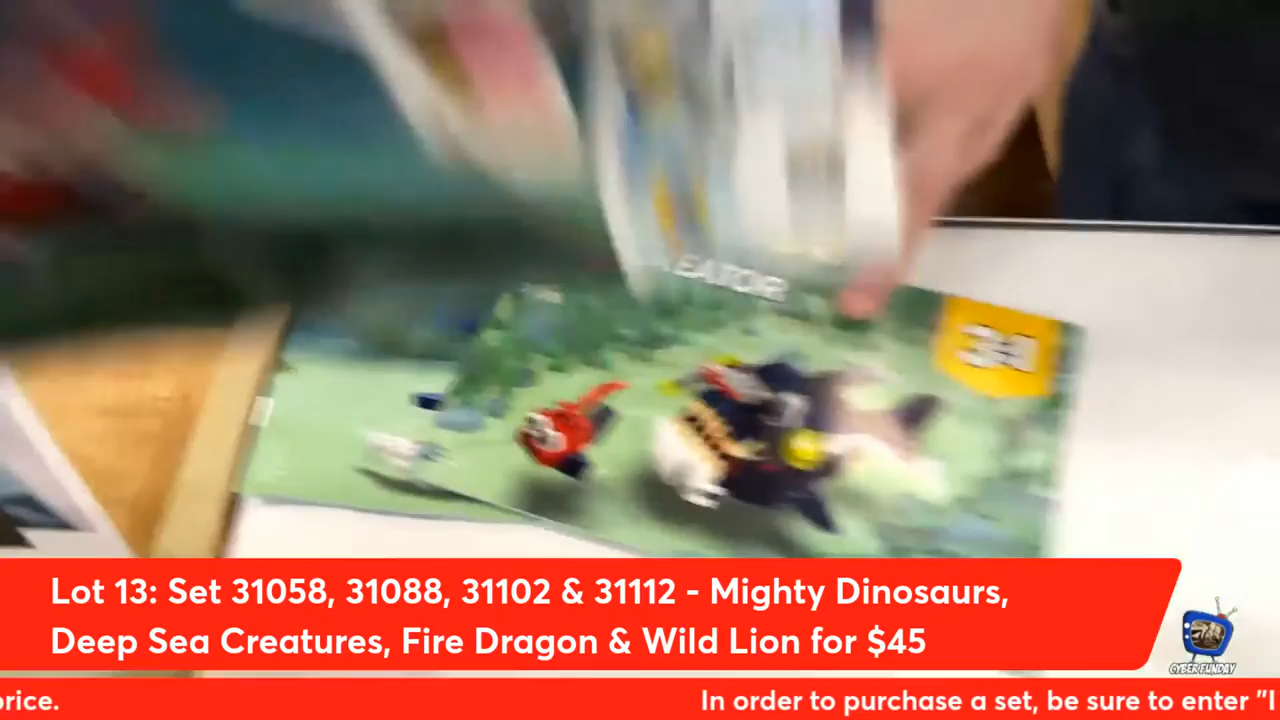 EATOR
Lot 13: Set 31058, 31088, 31102 & 31112 - Mighty Dinosaurs,
Deep Sea Creatures, Fire Dragon & Wild Lion for $45
CYBER FUNDAY
price. In order to purchase a set, be sure to enter "I